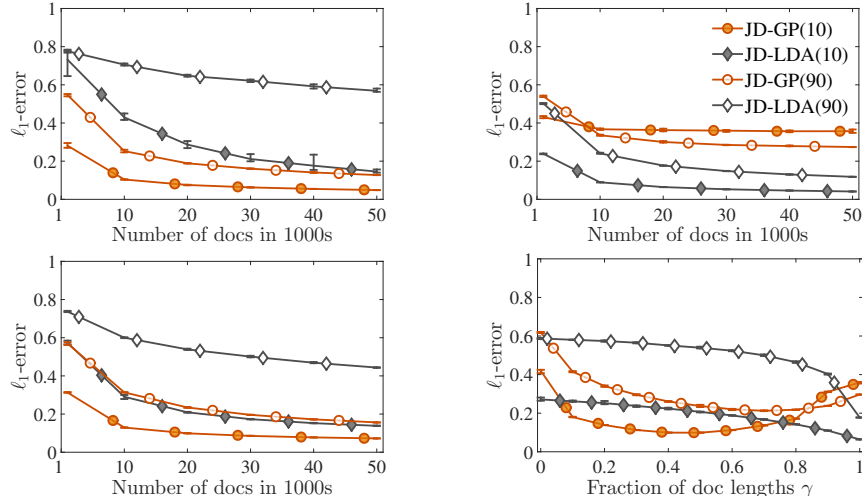 1
0.8
0.6
0.4
0.2
0
ℓ1-error
1 10 20 30 40 50
Number of docs in 1000s
1
0.8
0.6
0.4
0.2
0
ℓ1-error
1 10 20 30 40 50
Number of docs in 1000s
JD-GP(10)
JD-LDA(10)
JD-GP(90)
JD-LDA(90)
1
0.8
0.6
0.4
0.2
0
ℓ1-error
1 10 20 30 40 50
Number of docs in 1000s
1
0.8
0.6
0.4
0.2
0
ℓ1-error
0 0.2 0.4 0.6 0.8 1
Fraction of doc lengths γ